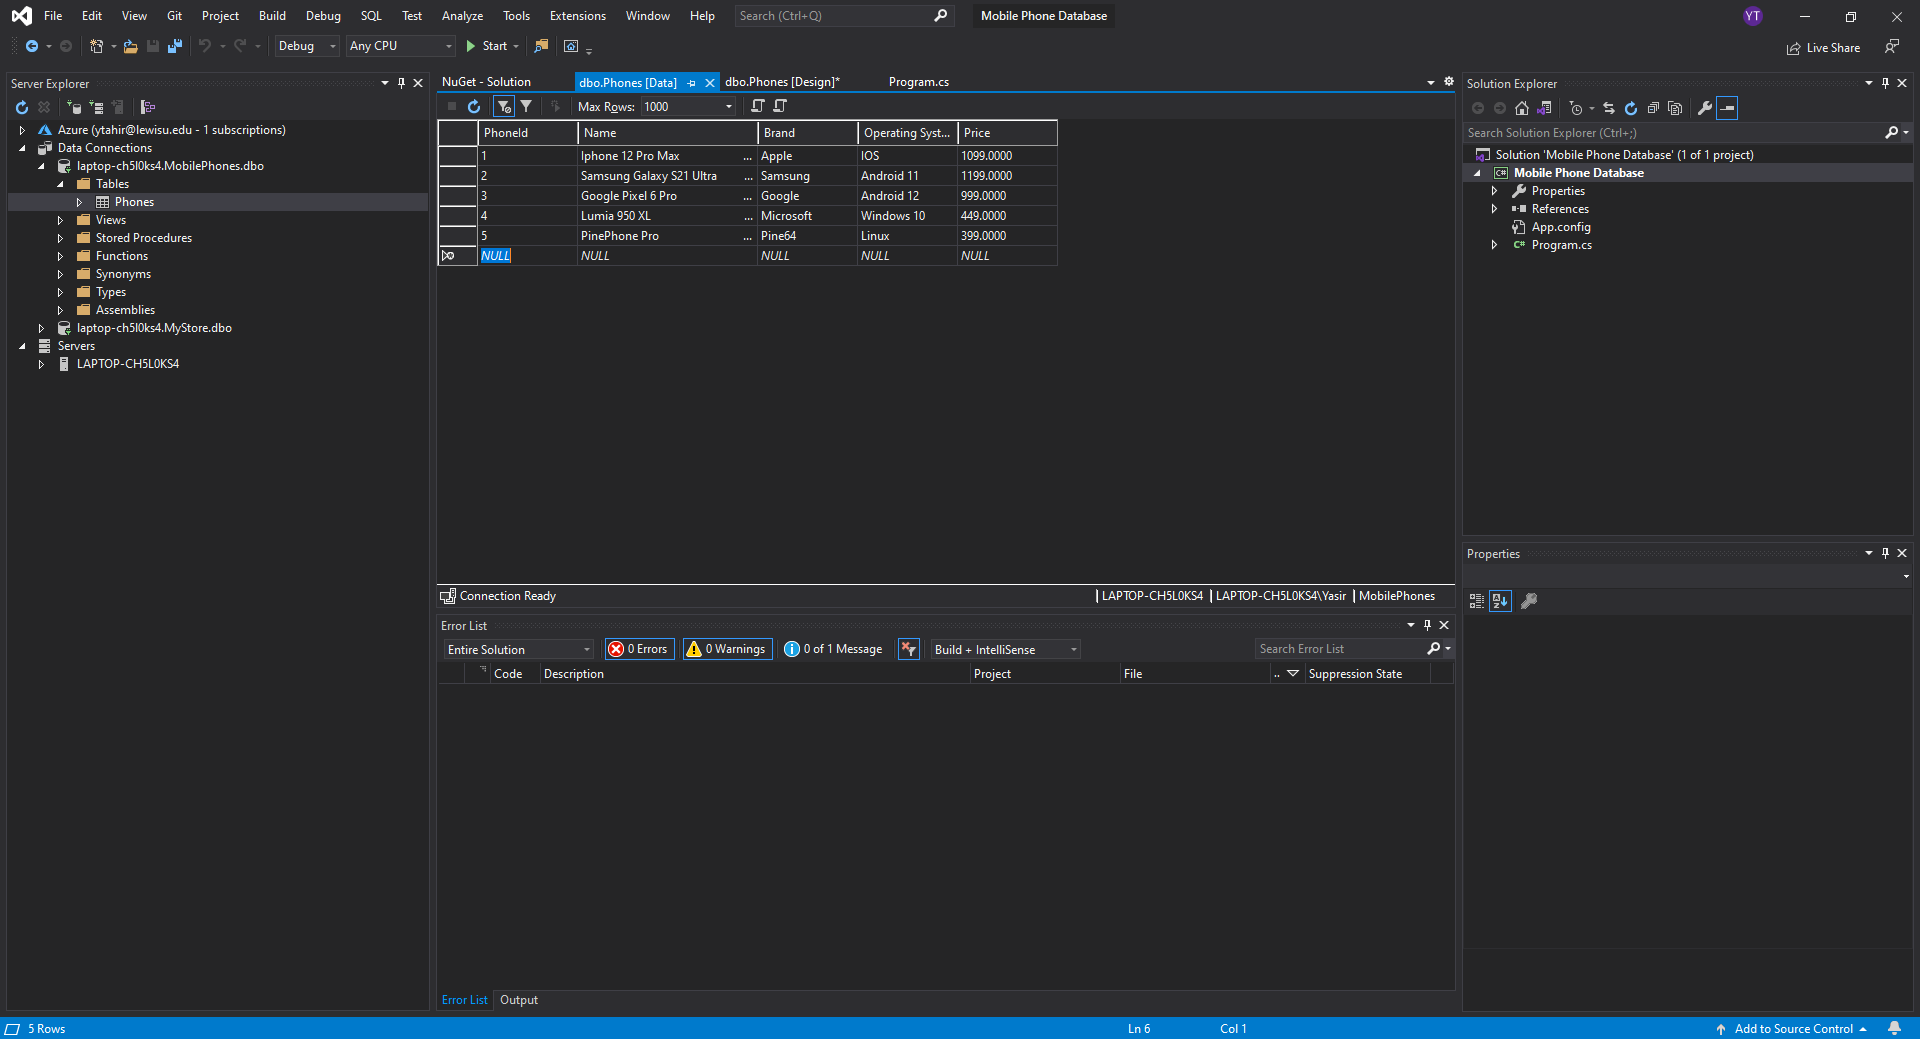 File Edit View Git Project Build Debug SQL Test Analyze Tools Extensions Window Help Search (Ctrl+Q) Mobile Phone Database YT
Debug Any CPU Start Live Share
Server Explorer
Azure (ytahir@lewisu.edu - 1 subscriptions)
Data Connections
laptop-ch5l0ks4.MobilePhones.dbo
Tables
Phones
Views
Stored Procedures
Functions
Synonyms
Types
Assemblies
laptop-ch5l0ks4.MyStore.dbo
Servers
LAPTOP-CH5L0KS4
NuGet - Solution dbo.Phones [Data] dbo.Phones [Design]* Program.cs
Max Rows: 1000
PhoneId Name Brand Operating Syst... Price
1 Iphone 12 Pro Max ... Apple IOS 1099.0000
2 Samsung Galaxy S21 Ultra ... Samsung Android 11 1199.0000
3 Google Pixel 6 Pro ... Google Android 12 999.0000
4 Lumia 950 XL ... Microsoft Windows 10 449.0000
5 PinePhone Pro ... Pine64 Linux 399.0000
NULL NULL NULL NULL NULL
Connection Ready LAPTOP-CH5L0KS4 LAPTOP-CH5L0KS4\Yasir MobilePhones
Error List
Entire Solution 0 Errors 0 Warnings 0 of 1 Message Build + IntelliSense Search Error List
Code Description Project File .. Suppression State
Error List Output
Solution Explorer
Search Solution Explorer (Ctrl+;)
Solution 'Mobile Phone Database' (1 of 1 project)
C# Mobile Phone Database
Properties
References
App.config
C# Program.cs
Properties
5 Rows Ln 6 Col 1 Add to Source Control